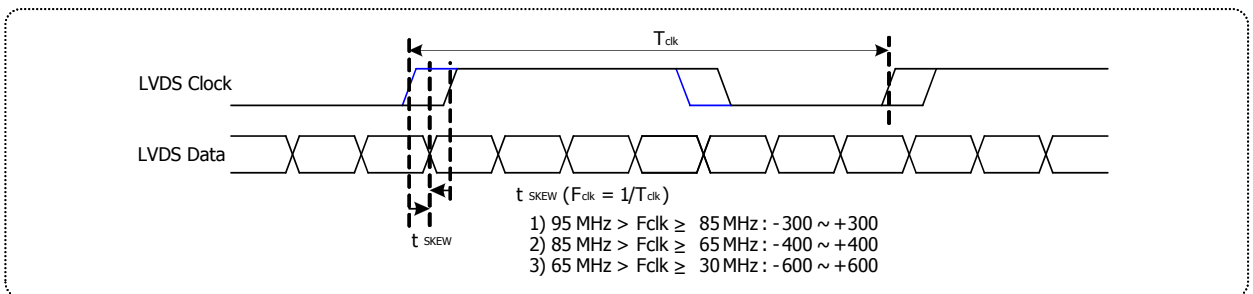 Tclk
LVDS Clock
LVDS Data
t SKEW (Fclk = 1/Tclk)
1) 95 MHz > Fclk ≥ 85 MHz : -300 ~ +300
2) 85 MHz > Fclk ≥ 65 MHz : -400 ~ +400
3) 65 MHz > Fclk ≥ 30 MHz : -600 ~ +600
t SKEW